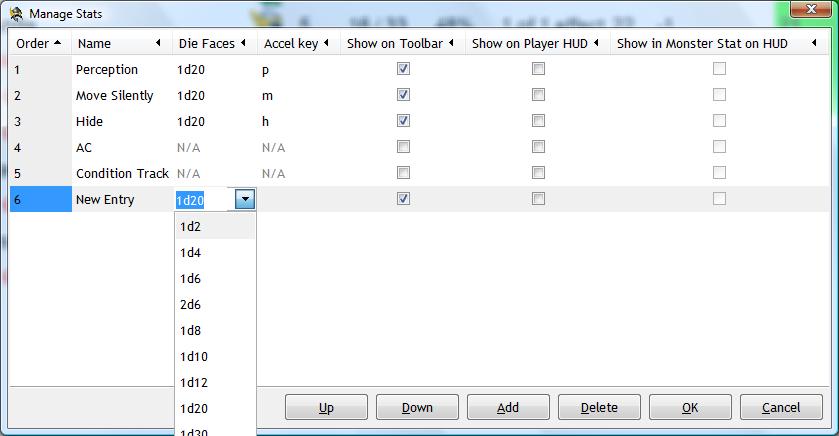 Manage Stats
Order Name Die Faces Accel key Show on Toolbar Show on Player HUD Show in Monster Stat on HUD
1 Perception 1d20 p
2 Move Silently 1d20 m
3 Hide 1d20 h
4 AC N/A N/A
5 Condition Track N/A N/A
6 New Entry 1d20
1d2
1d4
1d6
2d6
1d8
1d10
1d12
1d20
1d30
Up Down Add Delete OK Cancel